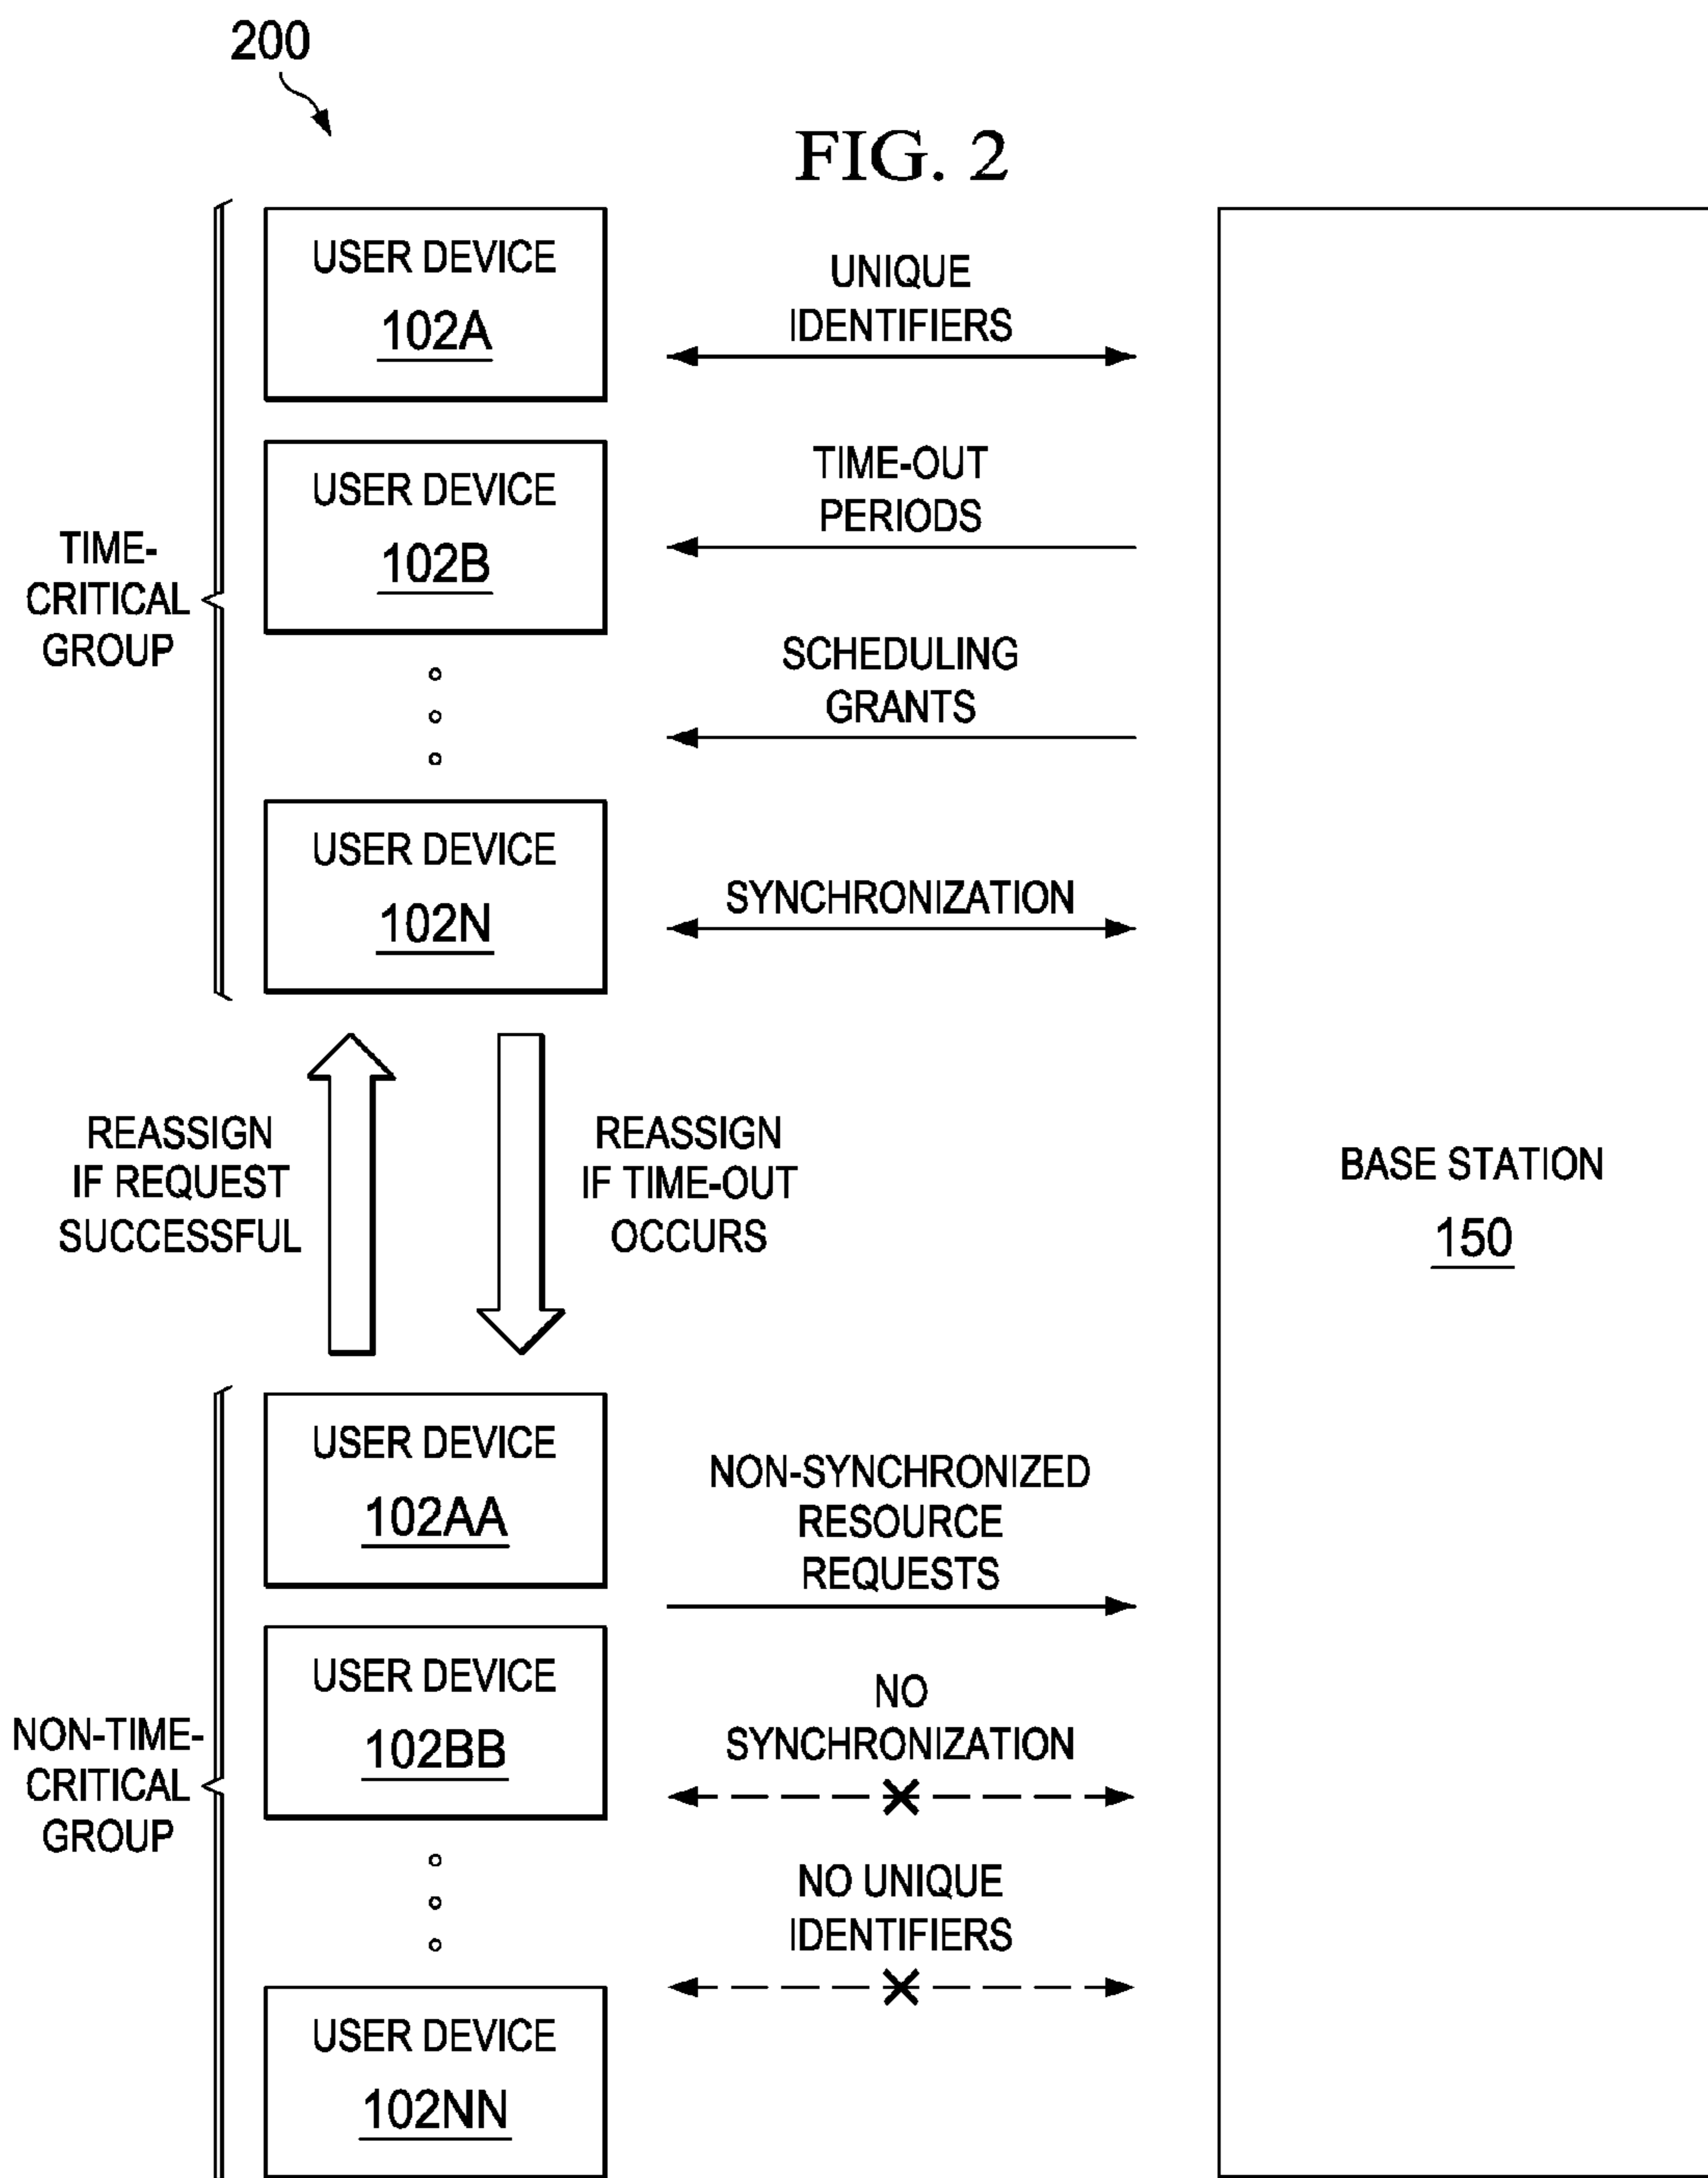 200
FIG. 2
TIME-
CRITICAL
GROUP
USER DEVICE
102A
USER DEVICE
102B
USER DEVICE
102N
UNIQUE
IDENTIFIERS
TIME-OUT
PERIODS
SCHEDULING
GRANTS
SYNCHRONIZATION
REASSIGN
IF REQUEST
SUCCESSFUL
REASSIGN
IF TIME-OUT
OCCURS
BASE STATION
150
NON-TIME-
CRITICAL
GROUP
USER DEVICE
102AA
USER DEVICE
102BB
USER DEVICE
102NN
NON-SYNCHRONIZED
RESOURCE
REQUESTS
NO
SYNCHRONIZATION
NO UNIQUE
IDENTIFIERS